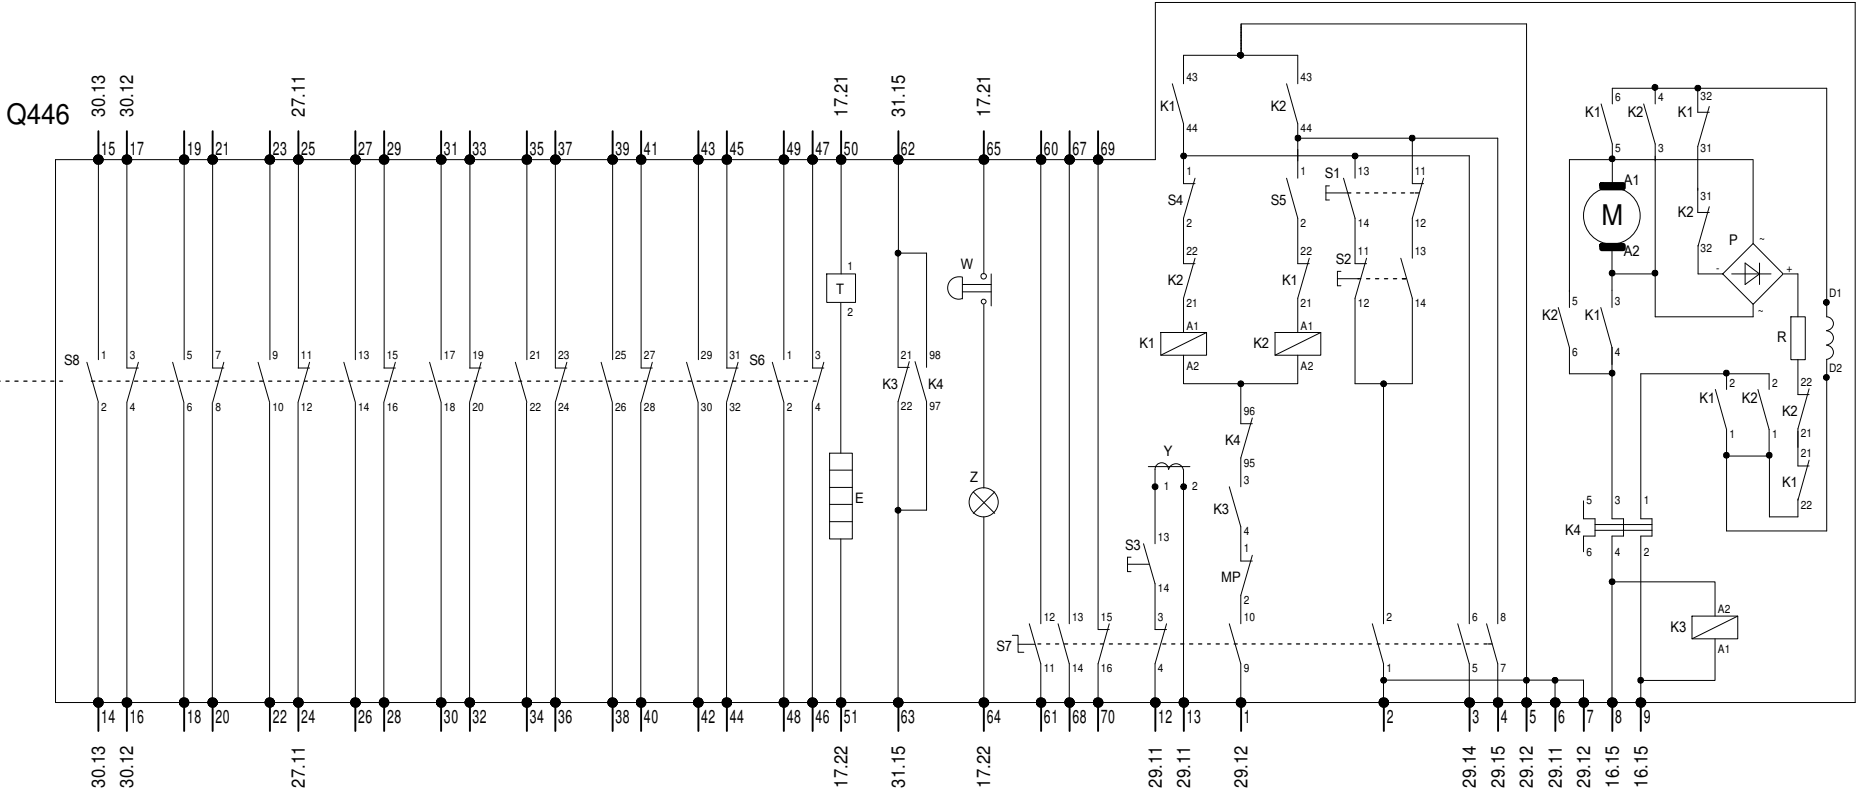 Q446
30.13 30.12 27.11 17.21 31.15 17.21
15 17 19 21 23 25 27 29 31 33 35 37 39 41 43 45 49 47 50 62 65 60 67 69
43 43
K1 K2
44 44
6 4 32
K1 K2 K1
5 3 31
1 1 S1 13 11
S4 S5
2 2 14 12
A1
M
A2
31
K2
32
P ~
- +
~
22 22 S2 11 13
K2 K1
21 21 12 14
W
1
T
2
5 3
K2 K1
6 4
D1
R
D2
A1 A1
K1 K2
A2 A2
S8 1 3 5 7 9 11 13 15 17 19 21 23 25 27 29 31 S6 1 3
2 4 6 8 10 12 14 16 18 20 22 24 26 28 30 32 2 4
21 98
K3 K4
22 97
2 2 22
K1 K2 K2
1 1 21
21
K1
22
96
K4
95
Y
1 2
E
Z
3
K3
4
5 3 1
K4
6 4 2
S3 13
14
1
MP
2
A2
K3
A1
S7 12 13 15 3 10 2 6 8
11 14 16 4 9 1 5 7
14 16 18 20 22 24 26 28 30 32 34 36 38 40 42 44 48 46 51 63 64 61 68 70 12 13 1 2 3 4 5 6 7 8 9
30.13 30.12 27.11 17.22 31.15 17.22 29.11 29.11 29.12 29.14 29.15 29.12 29.11 29.12 16.15 16.15